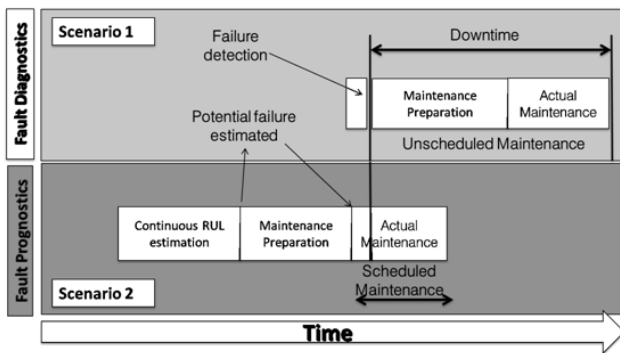 Fault Diagnostics
Scenario 1
Failure
detection
Downtime
Maintenance
Preparation
Actual
Maintenance
Unscheduled Maintenance
Potential failure
estimated
Fault Prognostics
Continuous RUL
estimation
Maintenance
Preparation
Actual
Maintenance
Scheduled
Maintenance
Scenario 2
Time